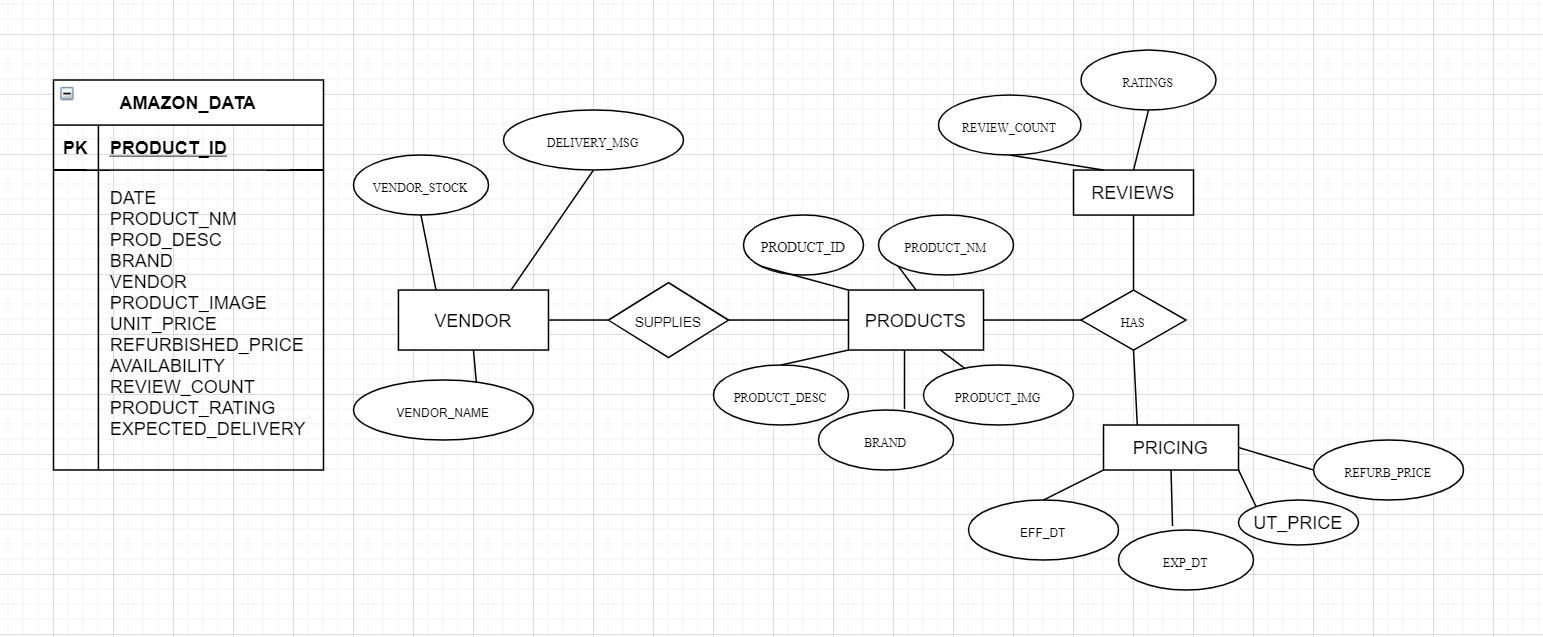 AMAZON_DATA
PK PRODUCT_ID
DATE
PRODUCT_NM
PROD_DESC
BRAND
VENDOR
PRODUCT_IMAGE
UNIT_PRICE
REFURBISHED_PRICE
AVAILABILITY
REVIEW_COUNT
PRODUCT_RATING
EXPECTED_DELIVERY
VENDOR_STOCK
DELIVERY_MSG
VENDOR
VENDOR_NAME
SUPPLIES
PRODUCT_ID
PRODUCT_NM
PRODUCTS
PRODUCT_DESC
BRAND
PRODUCT_IMG
REVIEW_COUNT
RATINGS
REVIEWS
HAS
PRICING
EFF_DT
EXP_DT
UT_PRICE
REFURB_PRICE